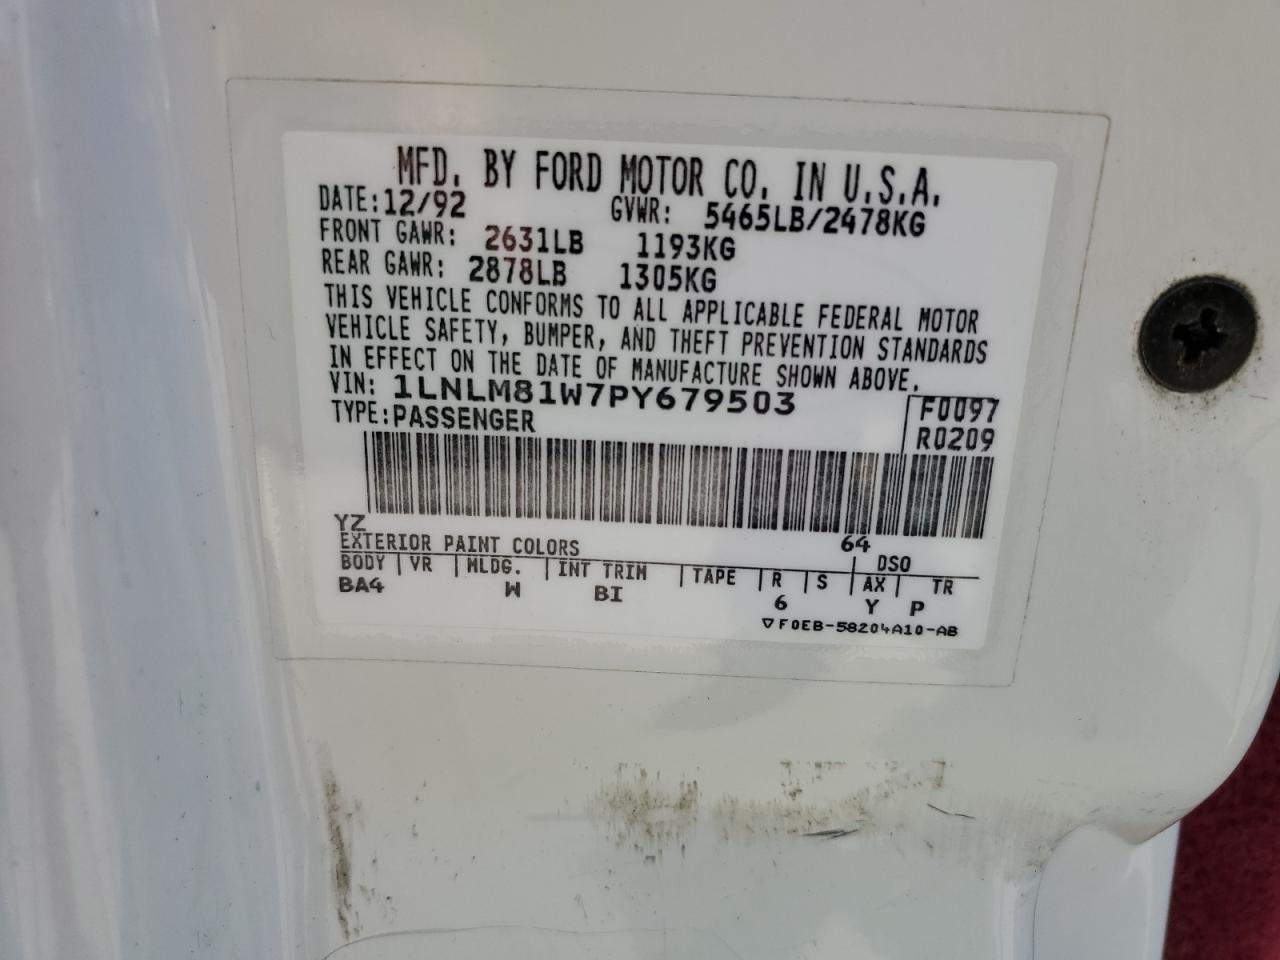 MFD. BY FORD MOTOR CO. IN U.S.A.
DATE: 12/92 GVWR: 5465LB/2478KG
FRONT GAWR: 2631LB 1193KG
REAR GAWR: 2878LB 1305KG
THIS VEHICLE CONFORMS TO ALL APPLICABLE FEDERAL MOTOR
VEHICLE SAFETY, BUMPER, AND THEFT PREVENTION STANDARDS
IN EFFECT ON THE DATE OF MANUFACTURE SHOWN ABOVE.
VIN: 1LNLM81W7PY679503
TYPE: PASSENGER
F0097
R0209
YZ 64
EXTERIOR PAINT COLORS DSO
BODY VR MLDG. INT TRIM TAPE R S AX TR
BA4 W BI 6 Y P
▽F0EB-58204A10-AB